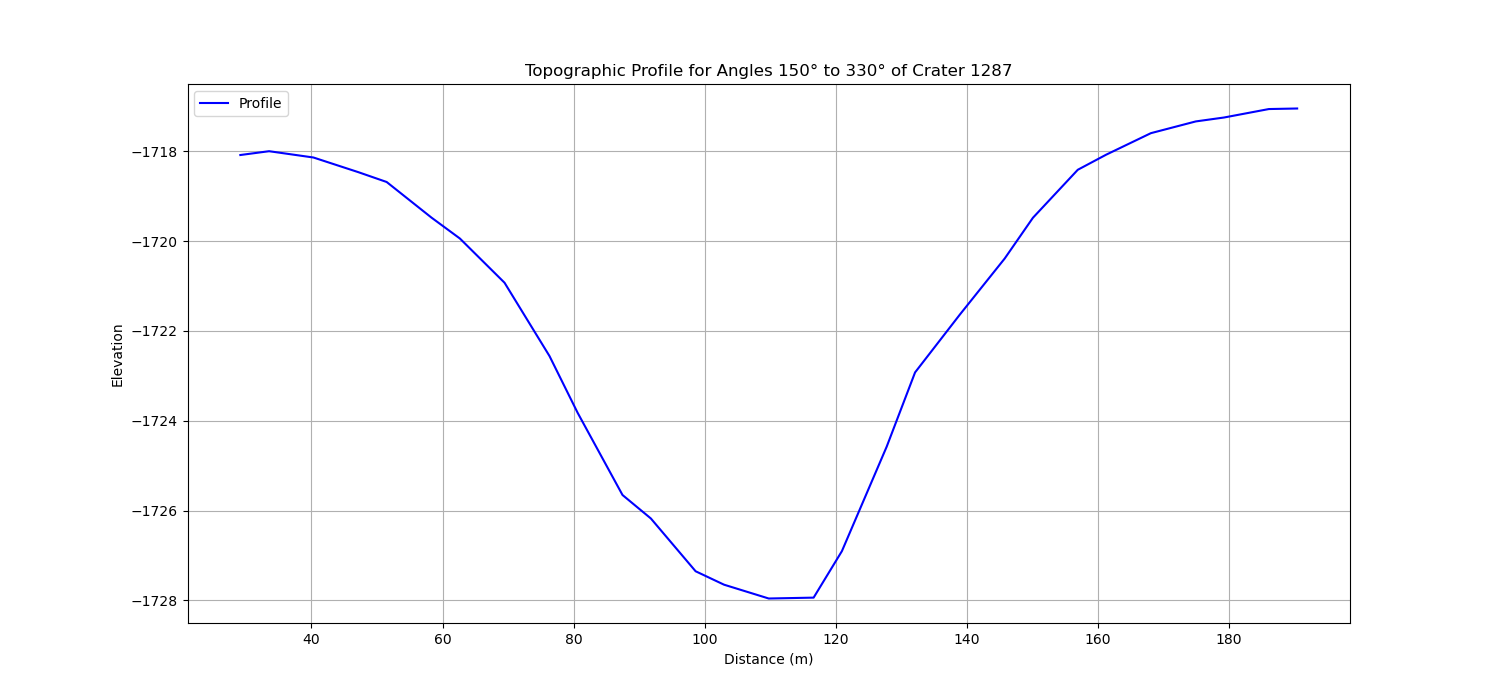 Topographic Profile for Angles 150° to 330° of Crater 1287
Profile
−1718
−1720
−1722
−1724
−1726
−1728
Elevation
40 60 80 100 120 140 160 180
Distance (m)